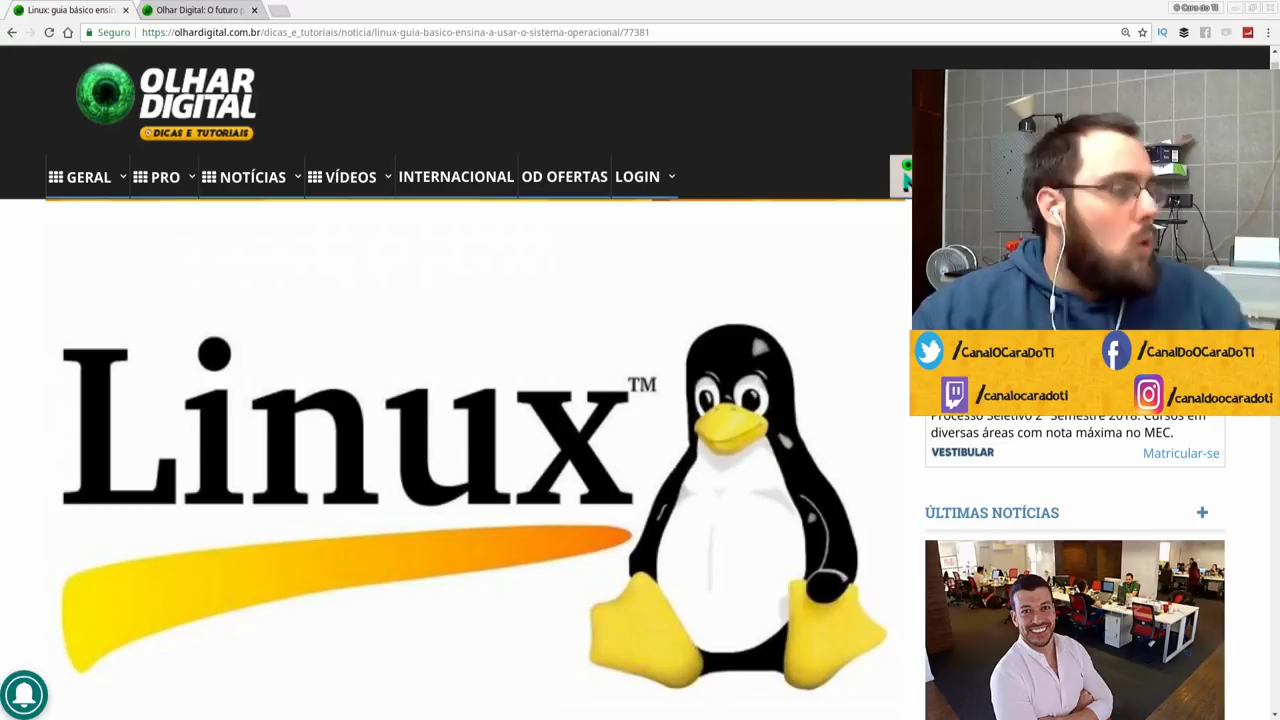 Linux: guia básico ensin
Olhar Digital: O futuro p
O Cara do TI
Seguro
https://olhardigital.com.br/dicas_e_tutoriais/noticia/linux-guia-basico-ensina-a-usar-o-sistema-operacional/77381
IQ
OLHAR
DIGITAL
DICAS E TUTORIAIS
GERAL
PRO
NOTÍCIAS
VÍDEOS
INTERNACIONAL
OD OFERTAS
LOGIN
Linux™
/CanalOCaraDoTI
/CanalDoOCaraDoTI
/canalocaradoti
/canaldoocaradoti
Processo Seletivo 2° Semestre 2018. Cursos em
diversas áreas com nota máxima no MEC.
VESTIBULAR
Matricular-se
ÚLTIMAS NOTÍCIAS